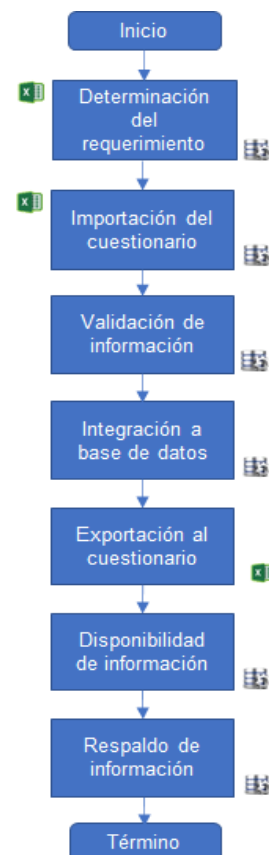 Inicio
Determinación
del
requerimiento
Importación del
cuestionario
Validación de
información
Integración a
base de datos
Exportación al
cuestionario
Disponibilidad
de información
Respaldo de
información
Término